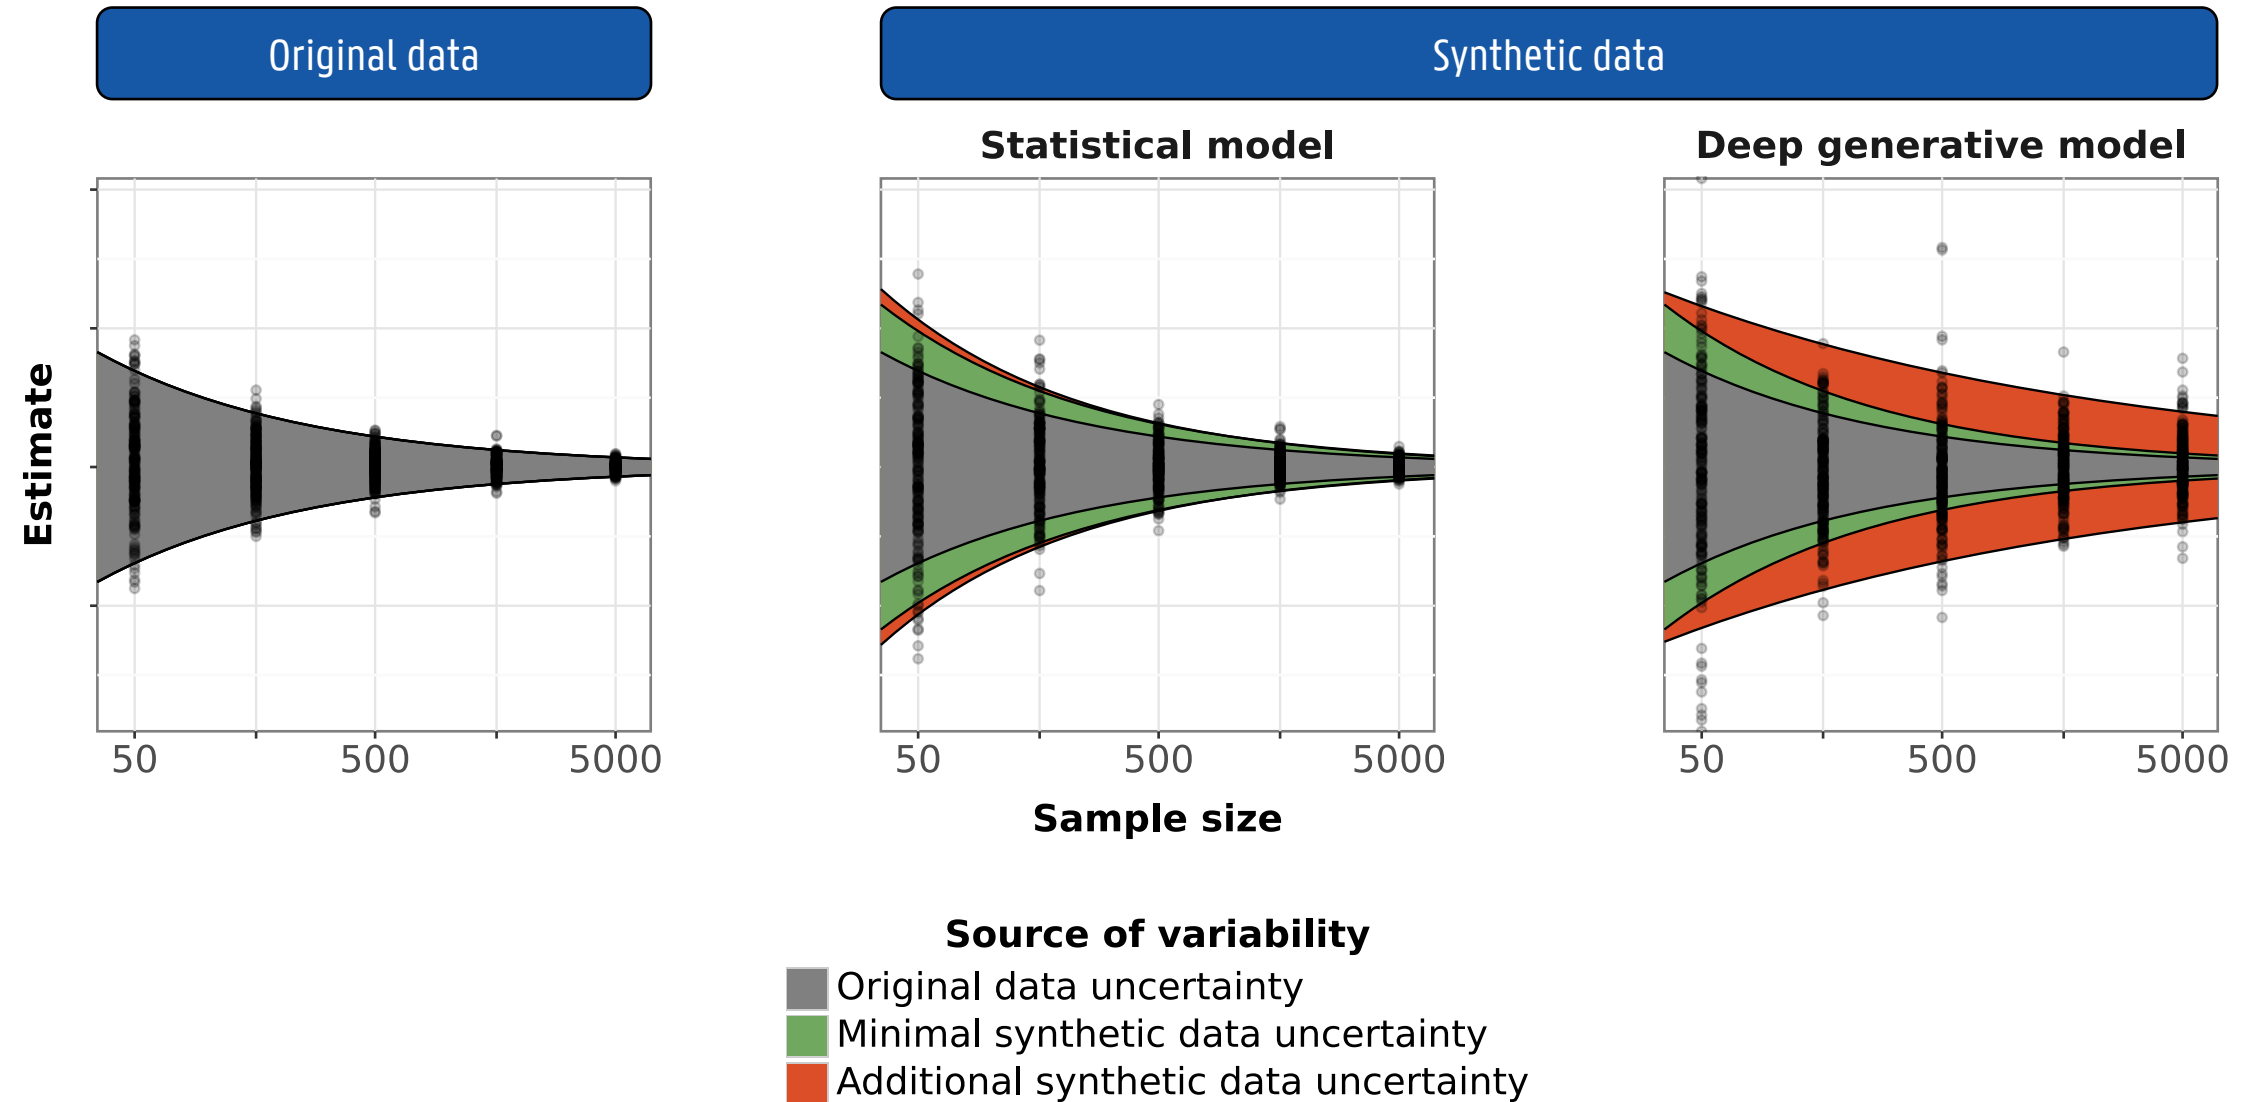 Original data
Synthetic data
Statistical model
Deep generative model
Estimate
50 500 5000
50 500 5000
50 500 5000
Sample size
Source of variability
Original data uncertainty
Minimal synthetic data uncertainty
Additional synthetic data uncertainty